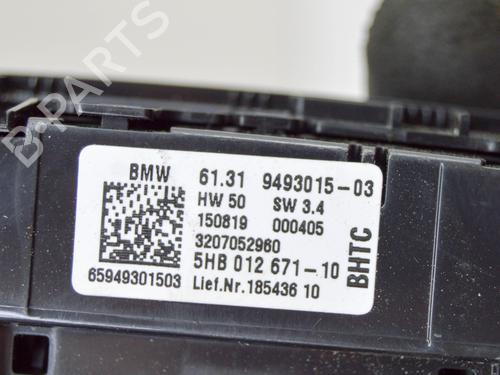 B-PARTS
BMW 61.31 9493015-03
HW 50 SW 3.4
150819 000405
3207052960
5HB 012 671-10
65949301503 Lief.Nr.185436 10
BHTC